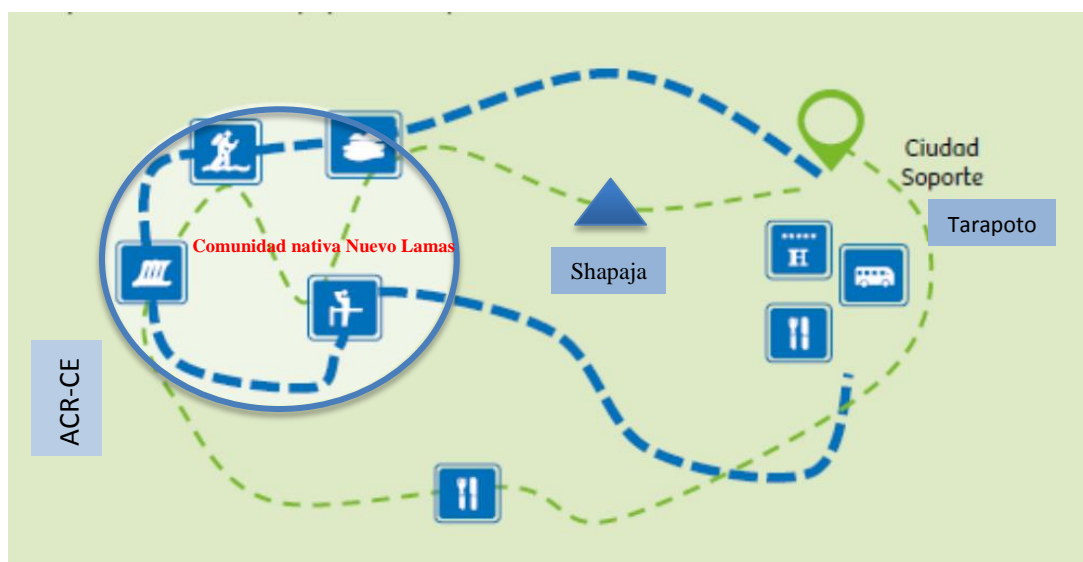 Ciudad
Soporte
Tarapoto
Comunidad nativa Nuevo Lamas
Shapaja
H
ACR-CE